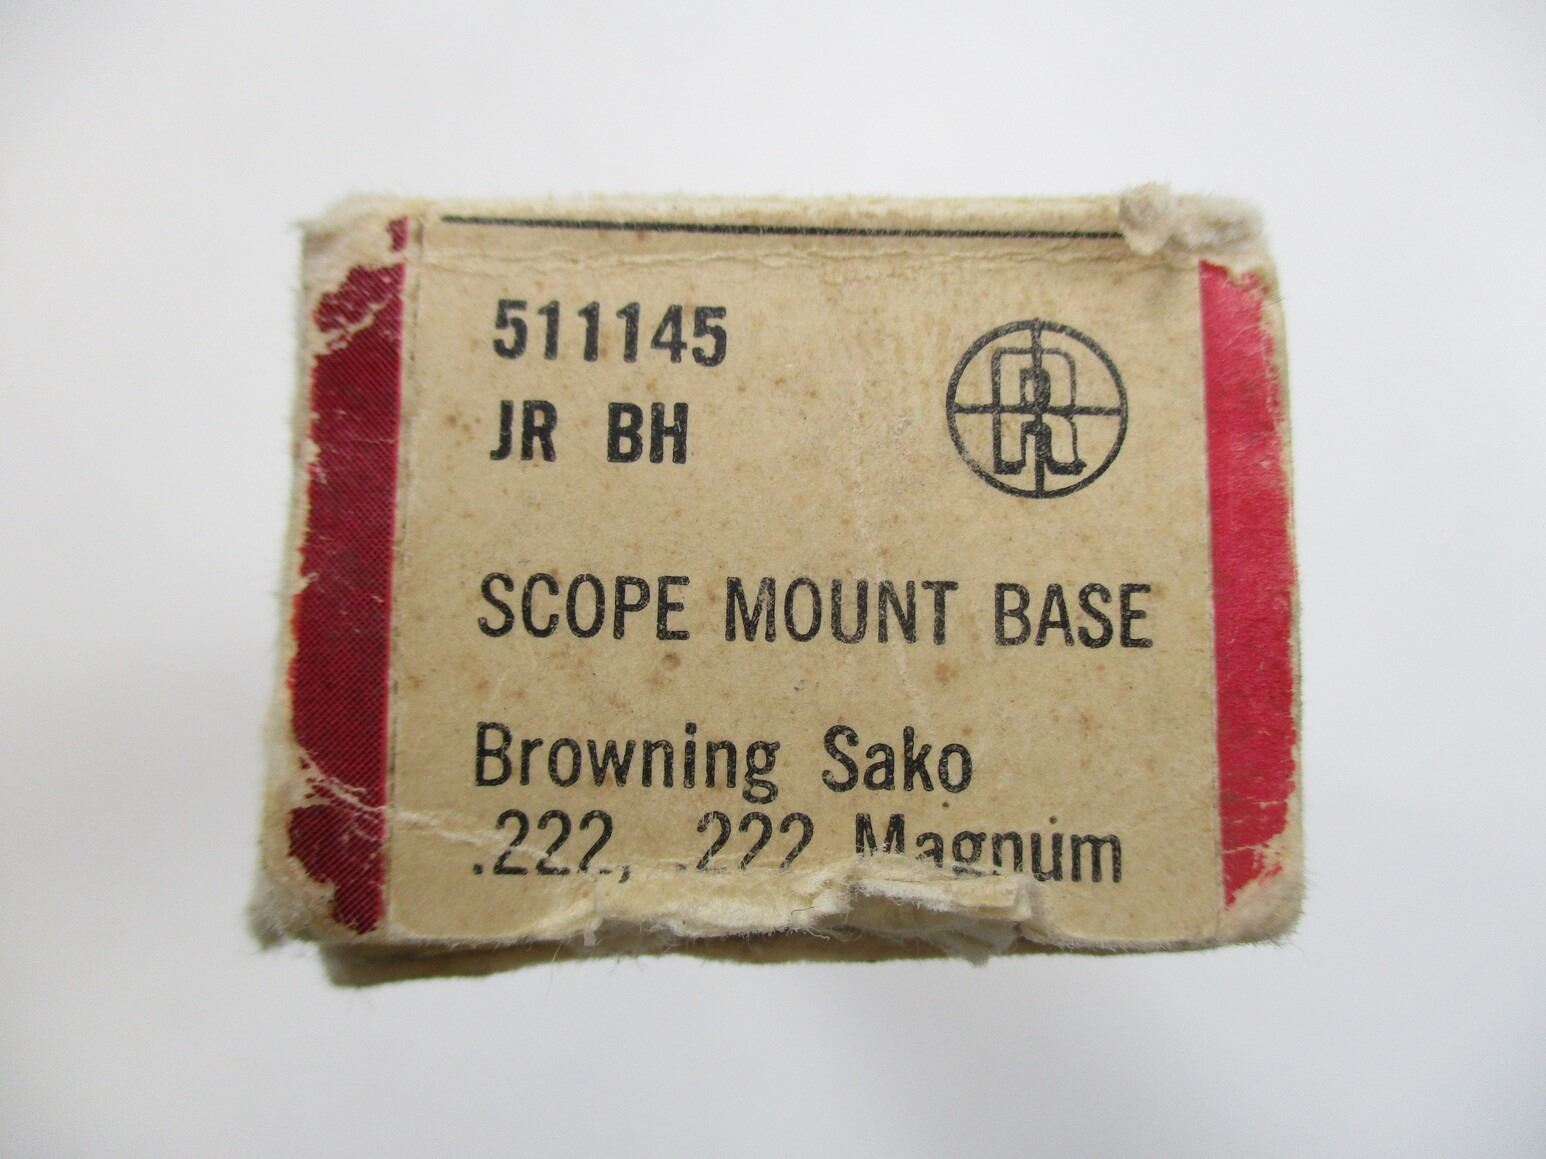 511145
R
JR BH
SCOPE MOUNT BASE
Browning Sako
.222, .222 Magnum